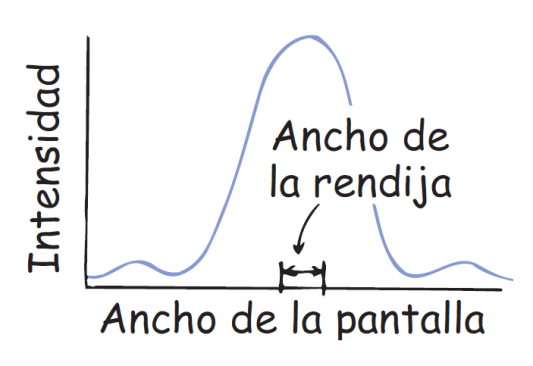 Intensidad
Ancho de
la rendija
Ancho de la pantalla